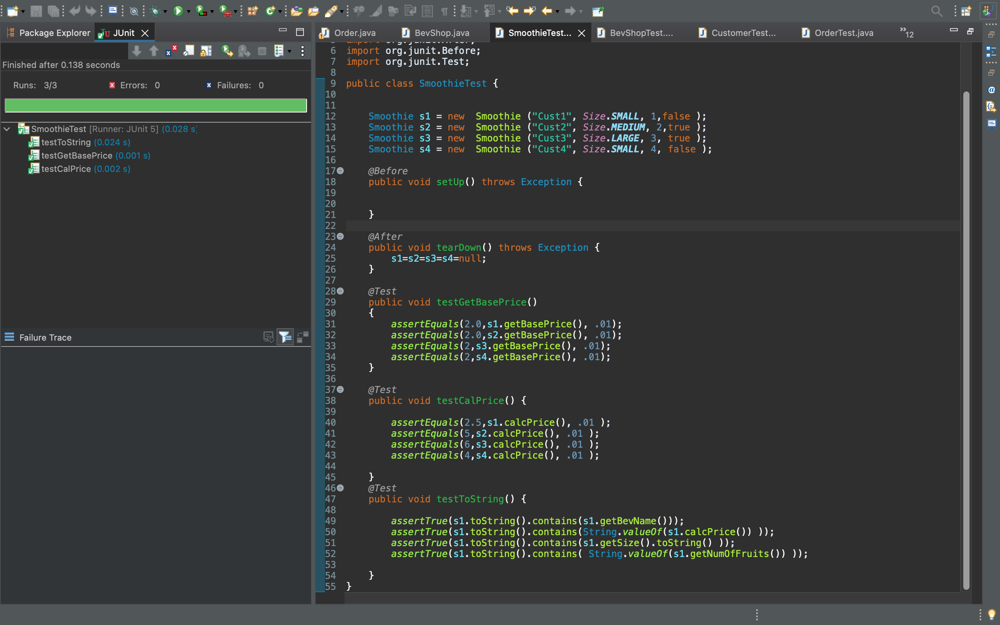 Package Explorer
JUnit
Finished after 0.138 seconds
Runs: 3/3
Errors: 0
Failures: 0
SmoothieTest [Runner: JUnit 5] (0.028 s)
testToString (0.024 s)
testGetBasePrice (0.001 s)
testCalPrice (0.002 s)
Failure Trace
Order.java
BevShop.java
SmoothieTest...
BevShopTest....
CustomerTest...
OrderTest.java
»12
import org.junit.After;
6 import org.junit.Before;
7 import org.junit.Test;
8
9 public class SmoothieTest {
10
11
12 Smoothie s1 = new  Smoothie ("Cust1", Size.SMALL, 1,false );
13 Smoothie s2 = new  Smoothie ("Cust2", Size.MEDIUM, 2,true );
14 Smoothie s3 = new  Smoothie ("Cust3", Size.LARGE, 3, true );
15 Smoothie s4 = new  Smoothie ("Cust4", Size.SMALL, 4, false );
16
17 @Before
18 public void setUp() throws Exception {
19
20
21 }
22
23 @After
24 public void tearDown() throws Exception {
25 s1=s2=s3=s4=null;
26 }
27
28 @Test
29 public void testGetBasePrice()
30 {
31 assertEquals(2.0,s1.getBasePrice(), .01);
32 assertEquals(2.0,s2.getBasePrice(), .01);
33 assertEquals(2,s3.getBasePrice(), .01);
34 assertEquals(2,s4.getBasePrice(), .01);
35 }
36
37 @Test
38 public void testCalPrice() {
39
40 assertEquals(2.5,s1.calcPrice(), .01 );
41 assertEquals(5,s2.calcPrice(), .01 );
42 assertEquals(6,s3.calcPrice(), .01 );
43 assertEquals(4,s4.calcPrice(), .01 );
44
45 }
46 @Test
47 public void testToString() {
48
49 assertTrue(s1.toString().contains(s1.getBevName()));
50 assertTrue(s1.toString().contains(String.valueOf(s1.calcPrice()) ));
51 assertTrue(s1.toString().contains(s1.getSize().toString() ));
52 assertTrue(s1.toString().contains( String.valueOf(s1.getNumOfFruits()) ));
53
54 }
55 }